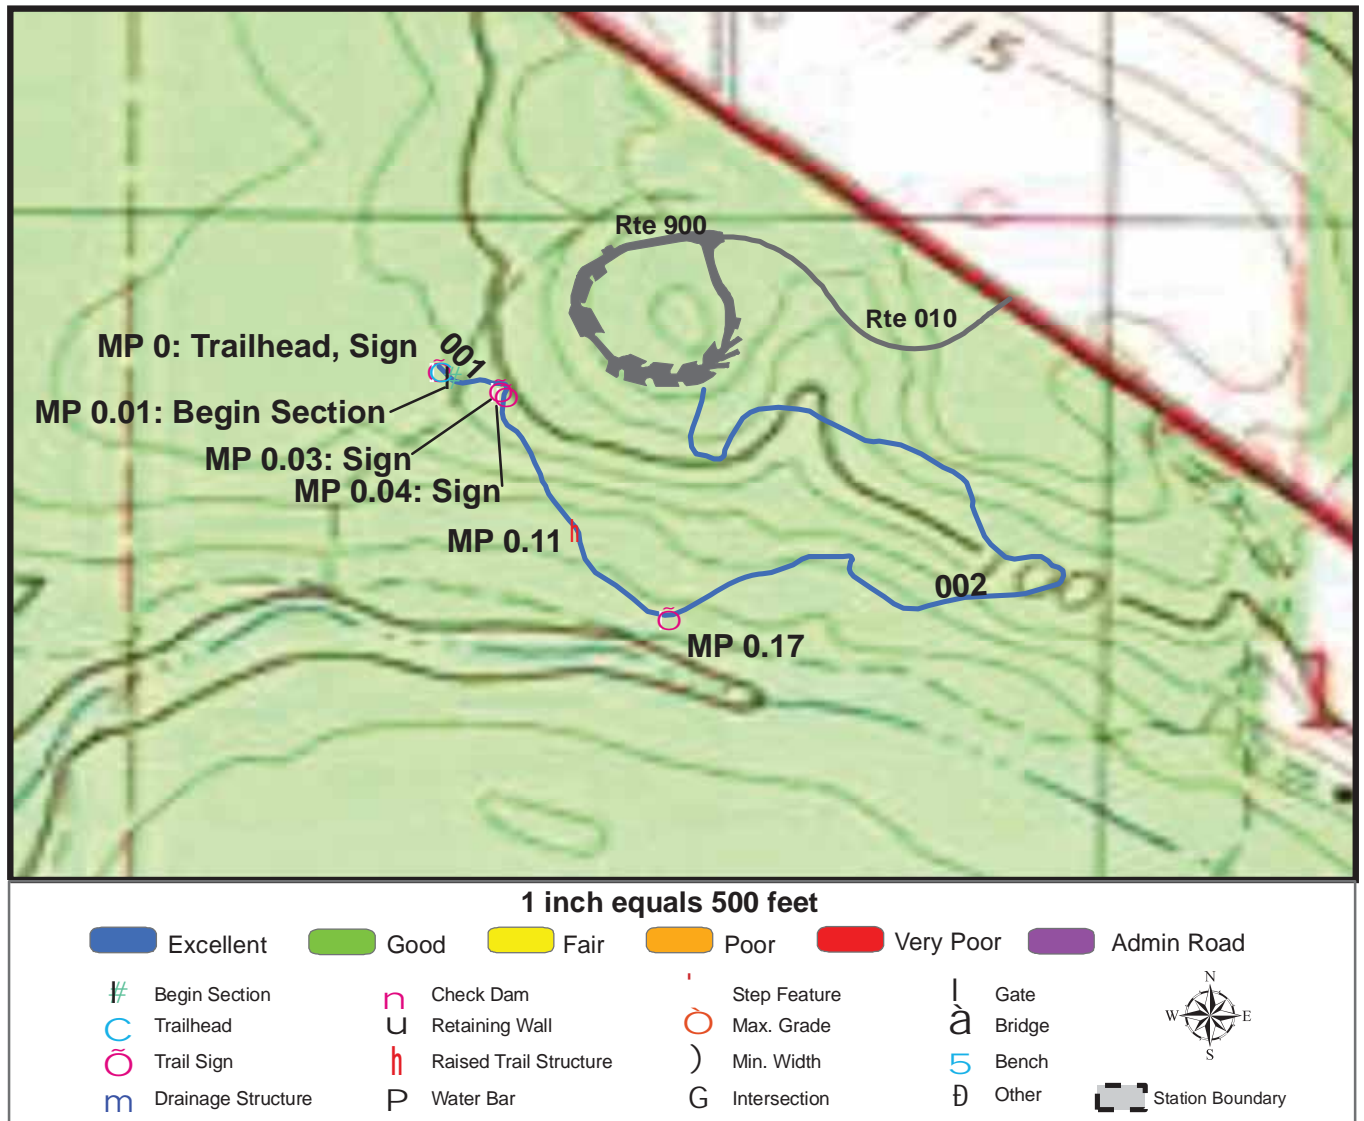 115
Rte 900
Rte 010
MP 0: Trailhead, Sign
001
MP 0.01: Begin Section
MP 0.03: Sign
MP 0.04: Sign
MP 0.11
002
MP 0.17
1
1 inch equals 500 feet
Excellent
Good
Fair
Poor
Very Poor
Admin Road
Begin Section
Check Dam
Step Feature
Gate
Trailhead
Retaining Wall
Max. Grade
Bridge
Trail Sign
Raised Trail Structure
Min. Width
Bench
Drainage Structure
Water Bar
Intersection
Other
Station Boundary
N
W
E
S
C
Õ
m
n
u
h
P
'
Ò
)
G
à
5
Đ